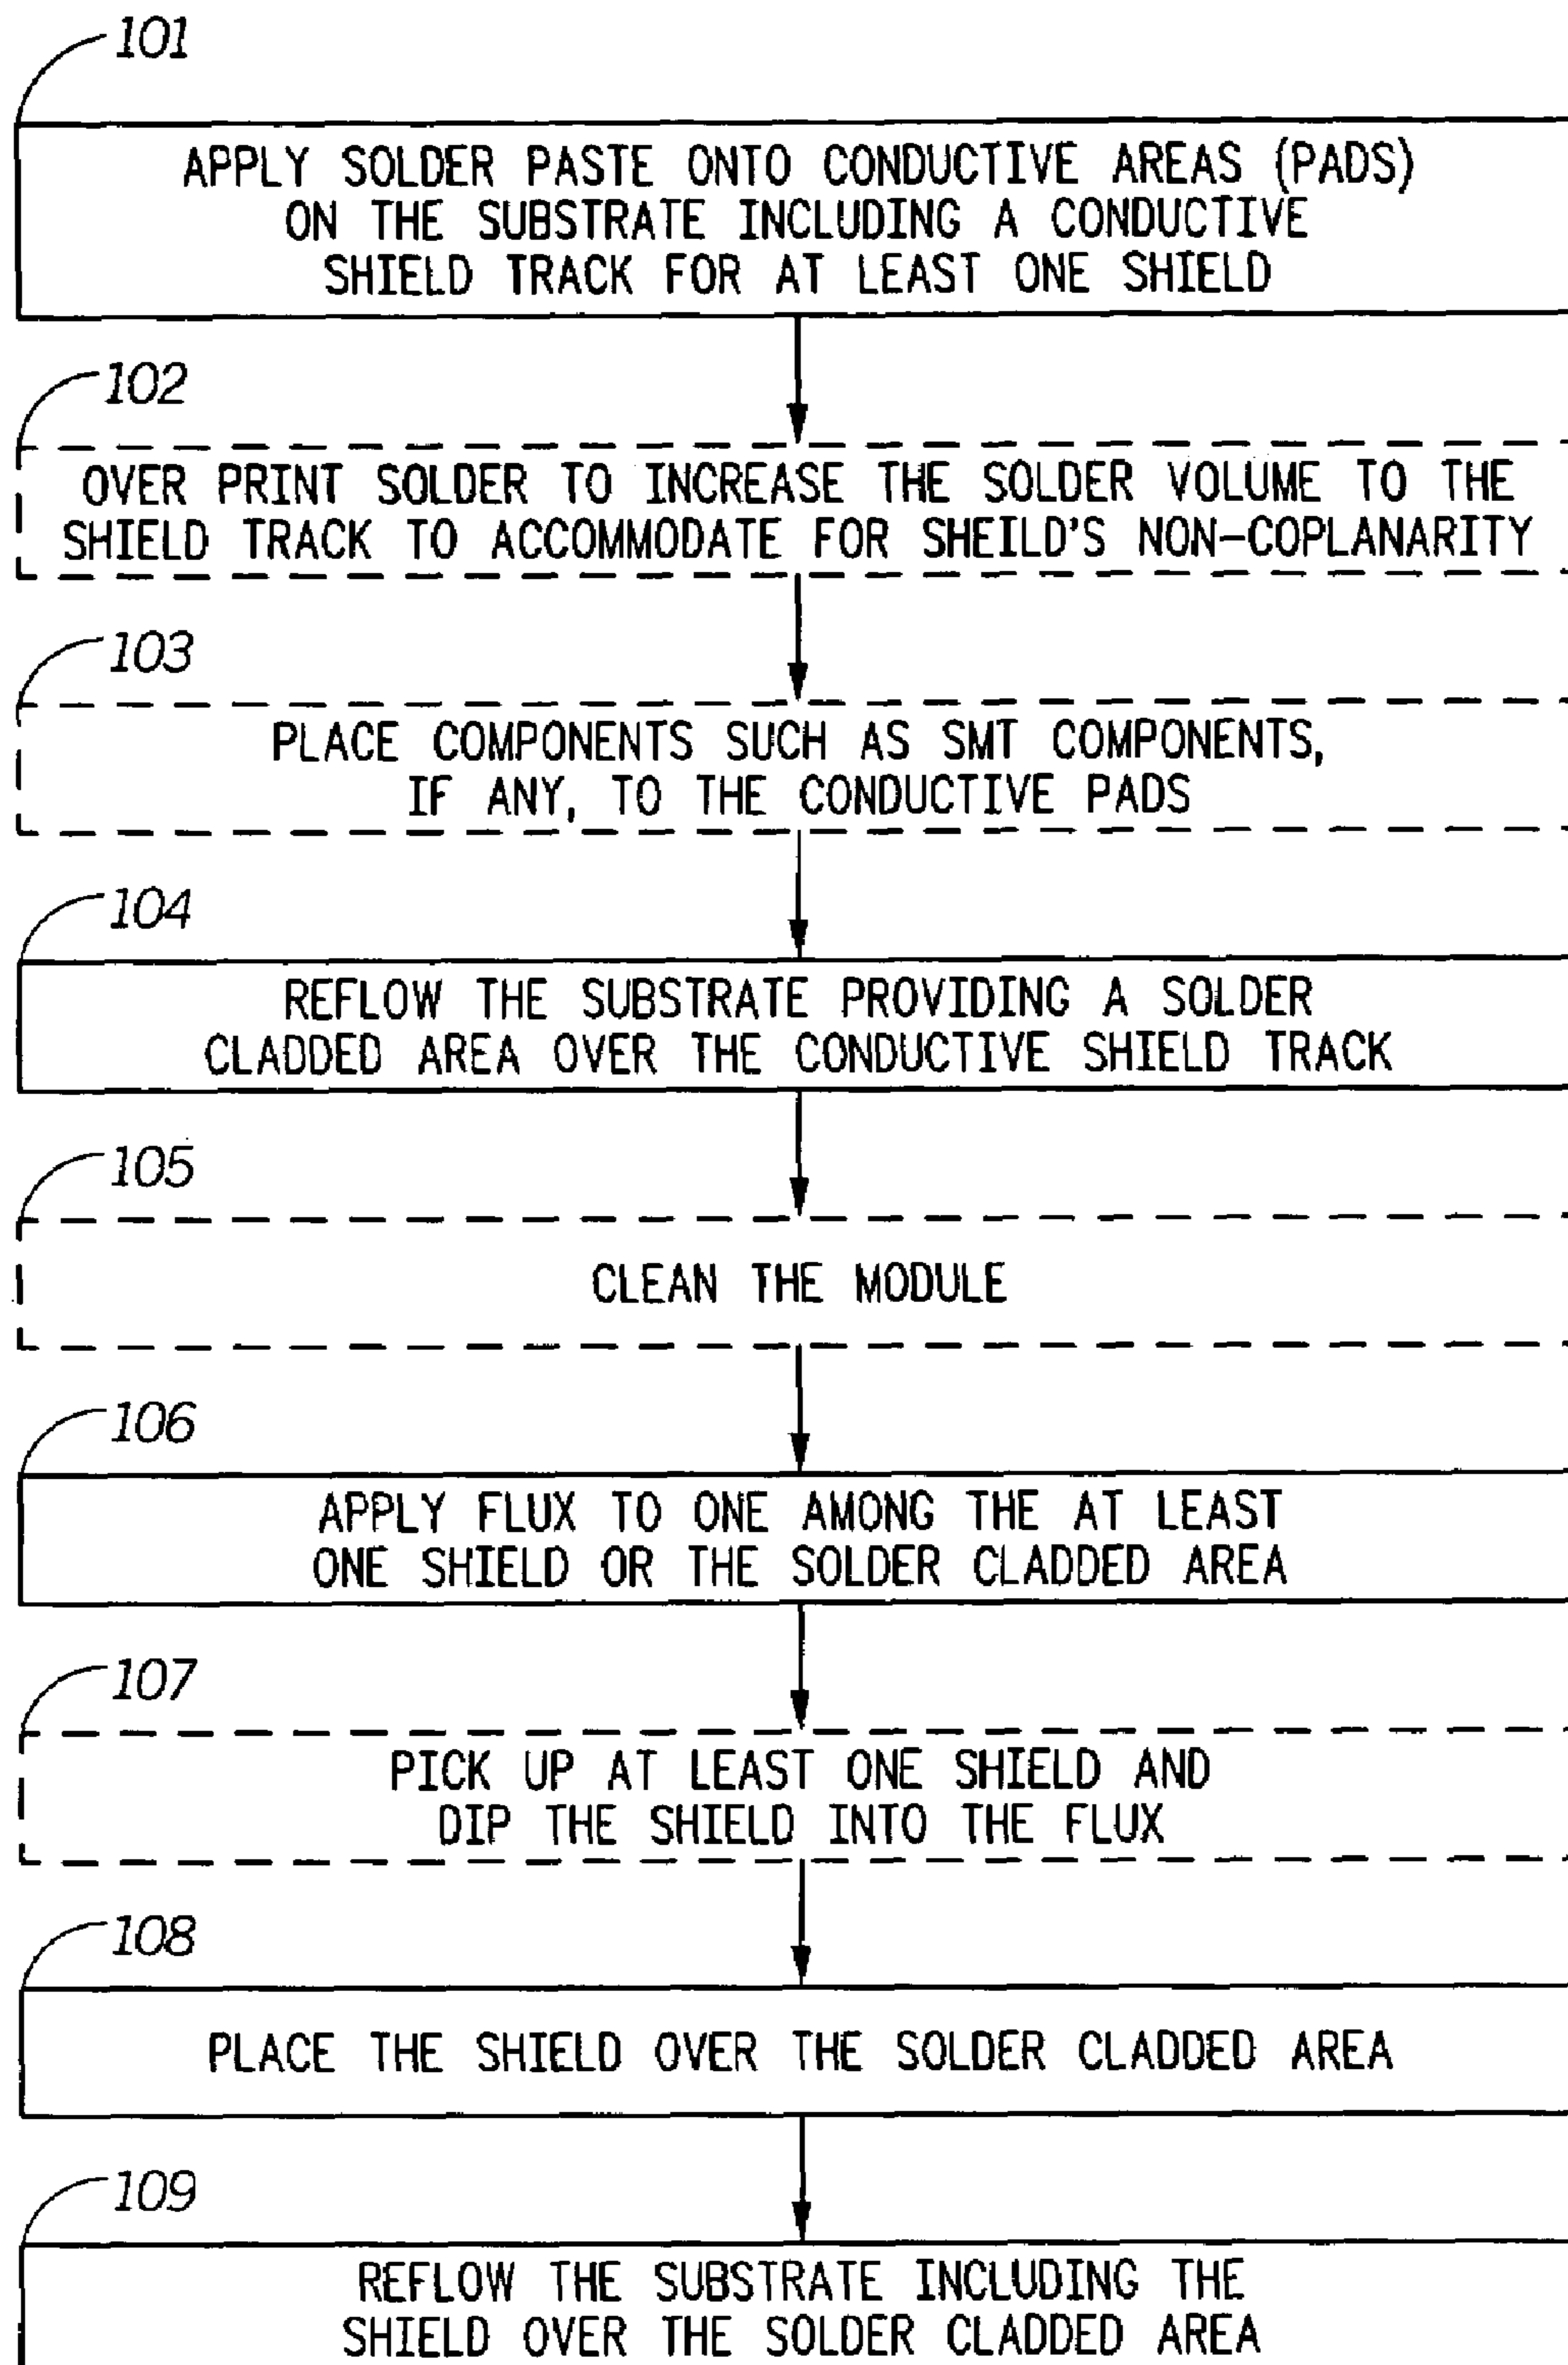 101
APPLY SOLDER PASTE ONTO CONDUCTIVE AREAS (PADS)
ON THE SUBSTRATE INCLUDING A CONDUCTIVE
SHIELD TRACK FOR AT LEAST ONE SHIELD
102
OVER PRINT SOLDER TO INCREASE THE SOLDER VOLUME TO THE
SHIELD TRACK TO ACCOMMODATE FOR SHEILD'S NON-COPLANARITY
103
PLACE COMPONENTS SUCH AS SMT COMPONENTS,
IF ANY, TO THE CONDUCTIVE PADS
104
REFLOW THE SUBSTRATE PROVIDING A SOLDER
CLADDED AREA OVER THE CONDUCTIVE SHIELD TRACK
105
CLEAN THE MODULE
106
APPLY FLUX TO ONE AMONG THE AT LEAST
ONE SHIELD OR THE SOLDER CLADDED AREA
107
PICK UP AT LEAST ONE SHIELD AND
DIP THE SHIELD INTO THE FLUX
108
PLACE THE SHIELD OVER THE SOLDER CLADDED AREA
109
REFLOW THE SUBSTRATE INCLUDING THE
SHIELD OVER THE SOLDER CLADDED AREA